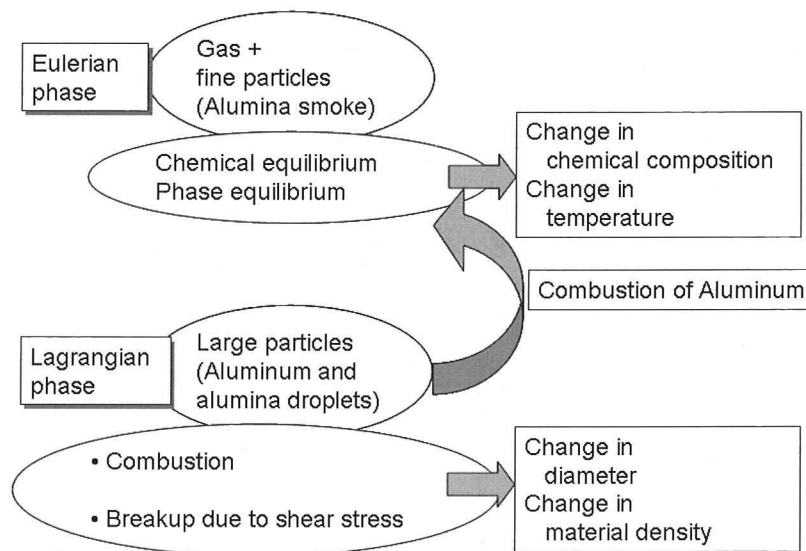 Eulerian
phase
Gas +
fine particles
(Alumina smoke)
Chemical equilibrium
Phase equilibrium
Change in
chemical composition
Change in
temperature
Combustion of Aluminum
Lagrangian
phase
Large particles
(Aluminum and
alumina droplets)
• Combustion
• Breakup due to shear stress
Change in
diameter
Change in
material density